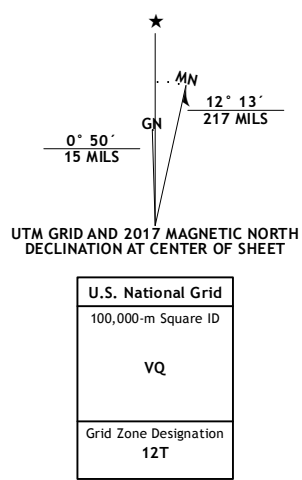 ★
MN
GN
12° 13´
217 MILS
0° 50´
15 MILS
UTM GRID AND 2017 MAGNETIC NORTH
DECLINATION AT CENTER OF SHEET
U.S. National Grid
100,000-m Square ID
VQ
Grid Zone Designation
12T